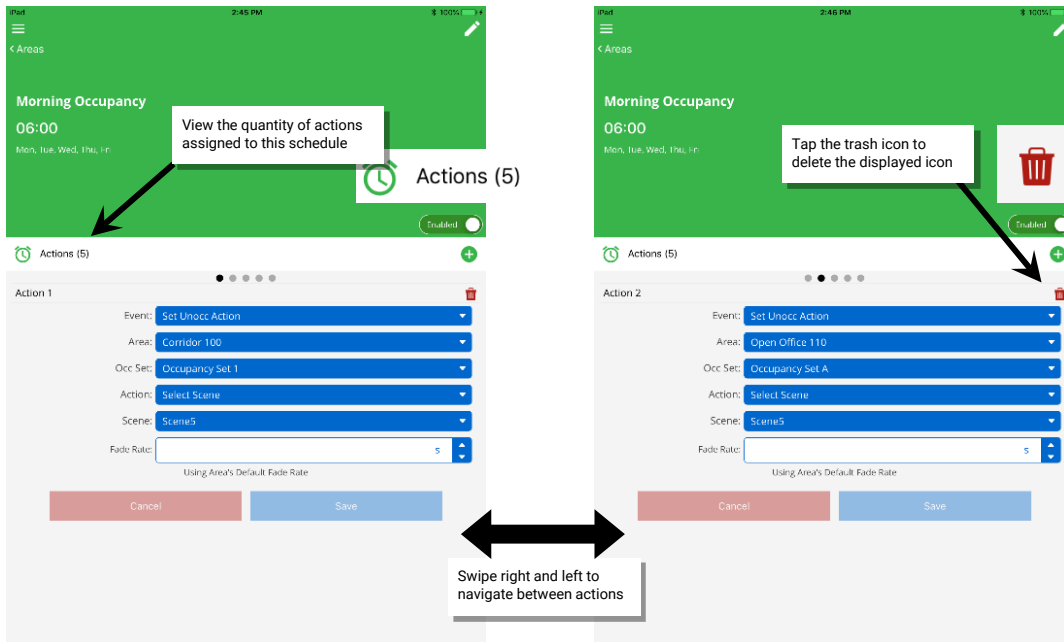 iPad 2:45 PM 100%
< Areas
Morning Occupancy
06:00
Mon, Tue, Wed, Thu, Fri
View the quantity of actions
assigned to this schedule
Actions (5)
Enabled
Actions (5)
Action 1
Event: Set Unocc Action
Area: Corridor 100
Occ Set: Occupancy Set 1
Action: Select Scene
Scene: Scene5
Fade Rate: 5
Using Area's Default Fade Rate
Cancel Save
iPad 2:46 PM 100%
< Areas
Morning Occupancy
06:00
Mon, Tue, Wed, Thu, Fri
Tap the trash icon to
delete the displayed icon
Enabled
Actions (5)
Action 2
Event: Set Unocc Action
Area: Open Office 110
Occ Set: Occupancy Set A
Action: Select Scene
Scene: Scene5
Fade Rate: 5
Using Area's Default Fade Rate
Cancel Save
Swipe right and left to
navigate between actions